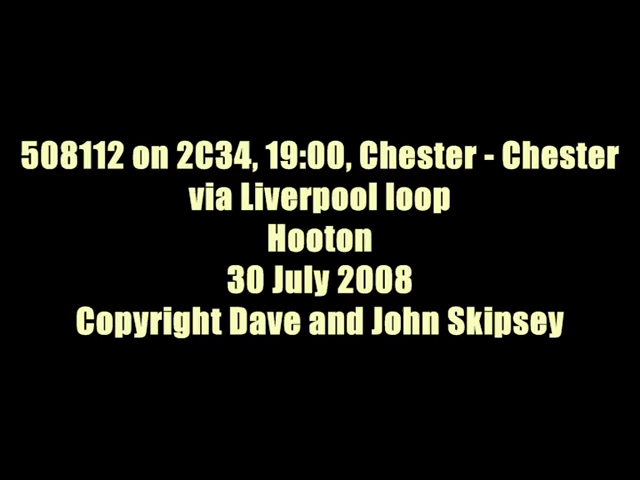 508112 on 2C34, 19:00, Chester - Chester
via Liverpool loop
Hooton
30 July 2008
Copyright Dave and John Skipsey